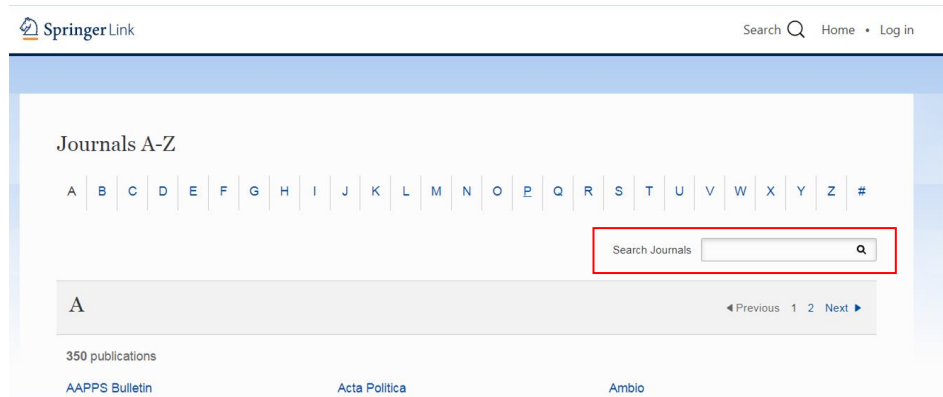 Springer Link Search Home • Log in
Journals A-Z
A B C D E F G H I J K L M N O P Q R S T U V W X Y Z #
Search Journals
A ◀ Previous 1 2 Next ▶
350 publications
AAPPS Bulletin Acta Politica Ambio